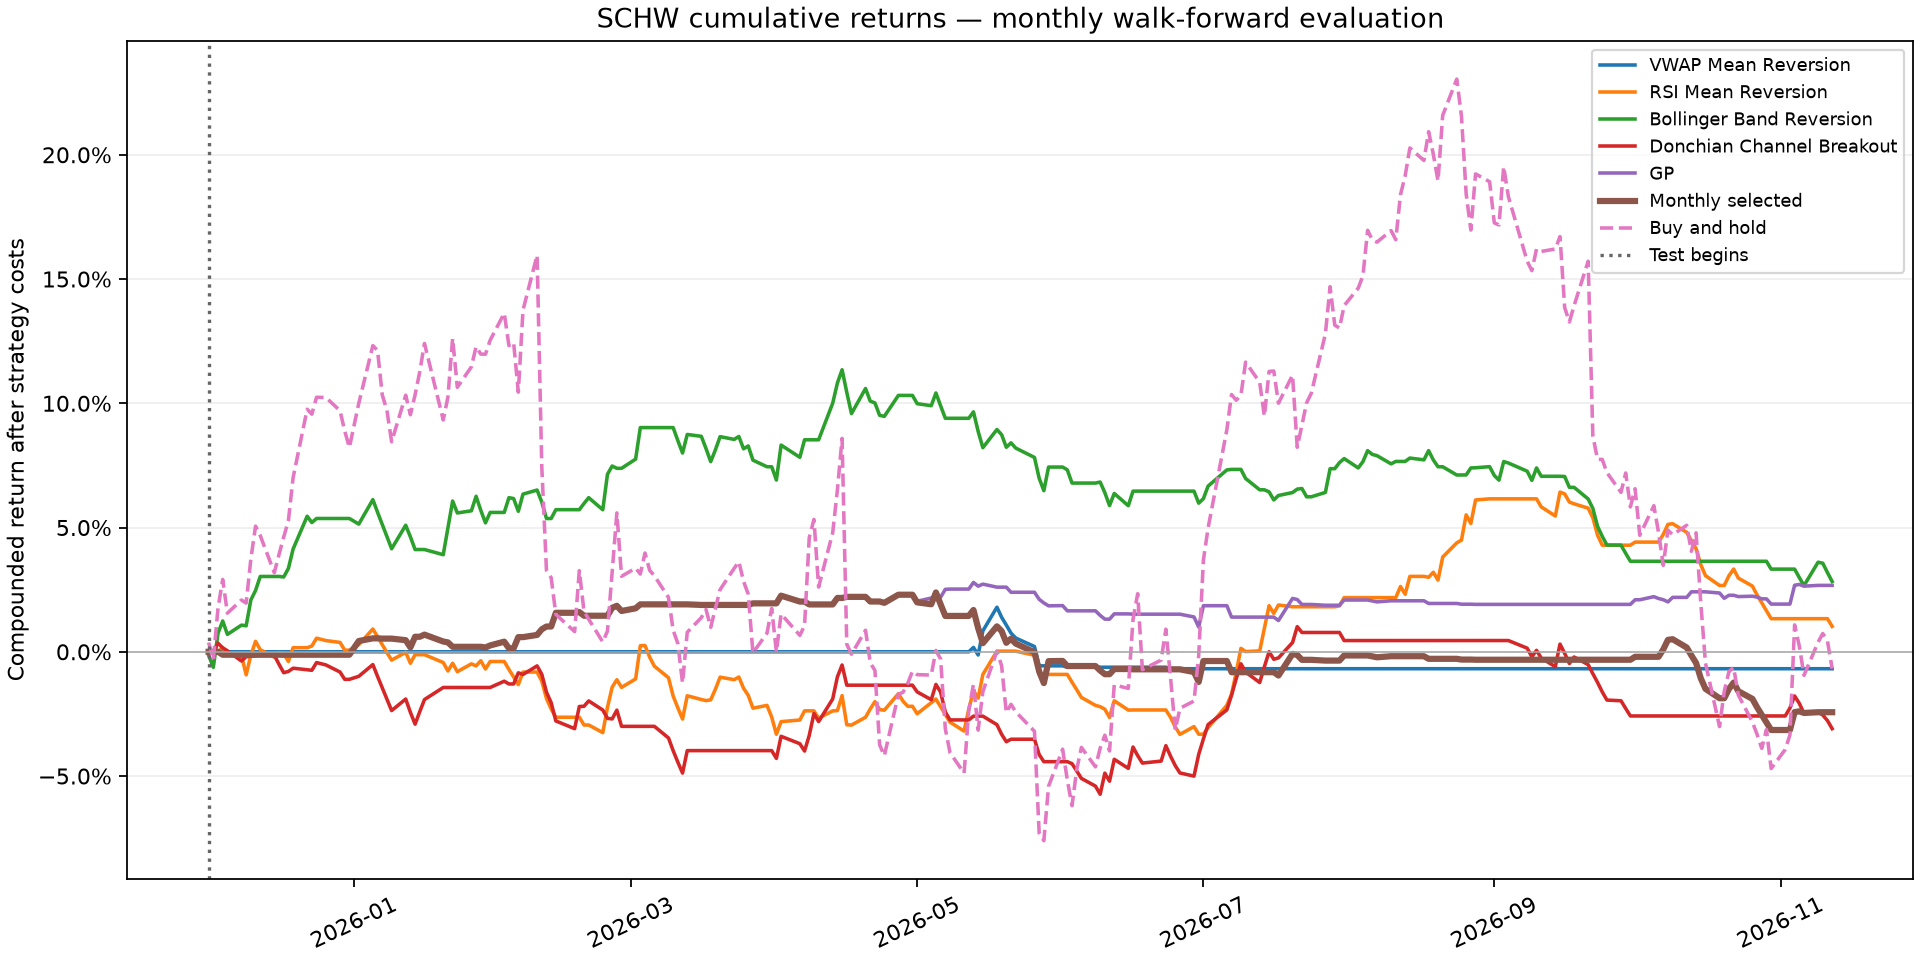 SCHW cumulative returns — monthly walk-forward evaluation
Compounded return after strategy costs
20.0%
15.0%
10.0%
5.0%
0.0%
−5.0%
VWAP Mean Reversion
RSI Mean Reversion
Bollinger Band Reversion
Donchian Channel Breakout
GP
Monthly selected
Buy and hold
Test begins
2026-01
2026-03
2026-05
2026-07
2026-09
2026-11